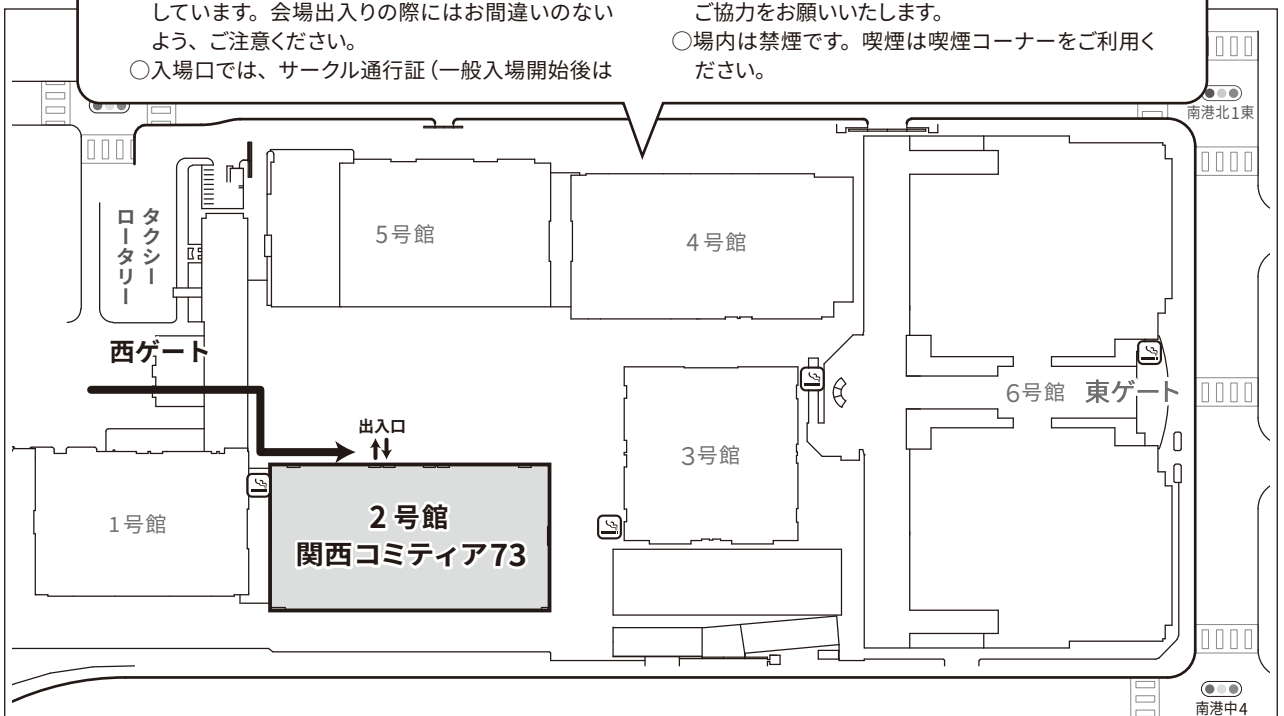 しています。会場出入りの際にはお間違いのない
よう、ご注意ください。
○入場口では、サークル通行証(一般入場開始後は
ご協力をお願いいたします。
○場内は禁煙です。喫煙は喫煙コーナーをご利用く
ださい。
南港北1東
タクシー
ロータリー
5号館
4号館
西ゲート
6号館
東ゲート
出入口
3号館
1号館
2号館
関西コミティア73
南港中4